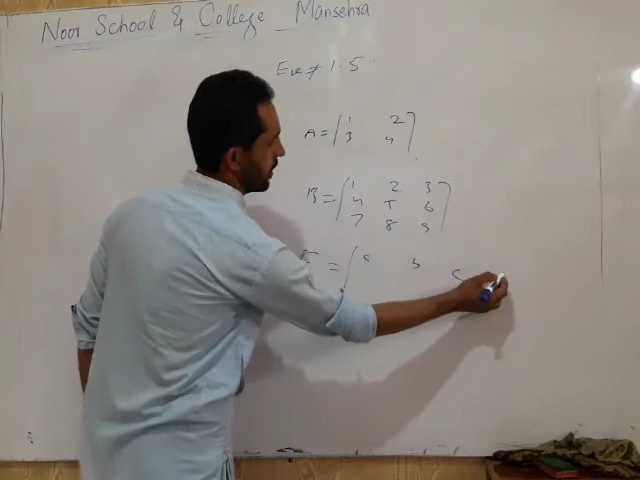 Noor School & College _ Mansehra
Ex # 1.5
A = [1 2
3 4]
B = [1 2 3
4 5 6
7 8 9]
= [a b c